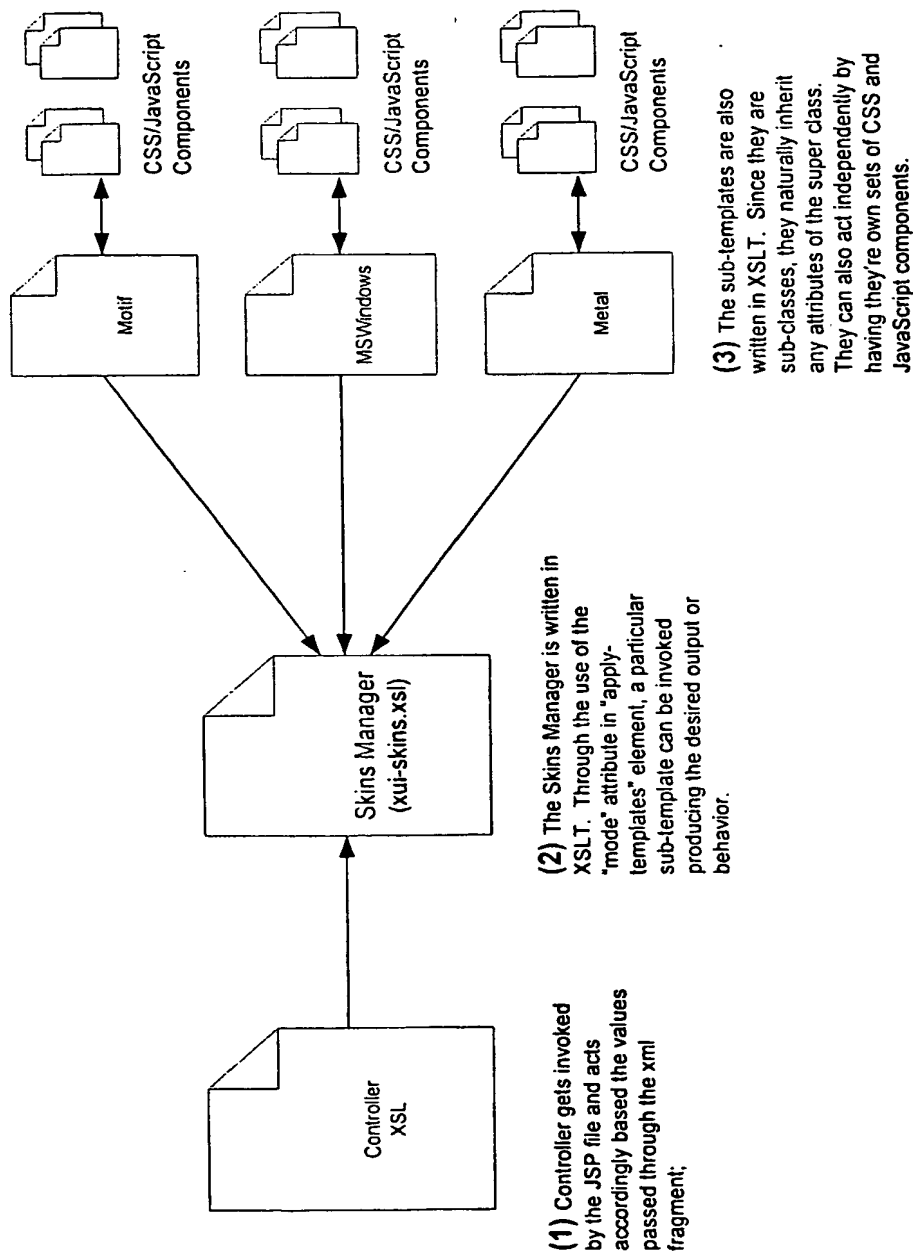 Controller
XSL
Skins Manager
(xui-skins.xsl)
Motif
CSS/JavaScript
Components
MSWindows
CSS/JavaScript
Components
Metal
CSS/JavaScript
Components
(1) Controller gets invoked
by the JSP file and acts
accordingly based the values
passed through the xml
fragment;
(2) The Skins Manager is written in
XSLT. Through the use of the
"mode" attribute in "apply-
templates" element, a particular
sub-template can be invoked
producing the desired output or
behavior.
(3) The sub-templates are also
written in XSLT. Since they are
sub-classes, they naturally inherit
any attributes of the super class.
They can also act independently by
having they're own sets of CSS and
JavaScript components.